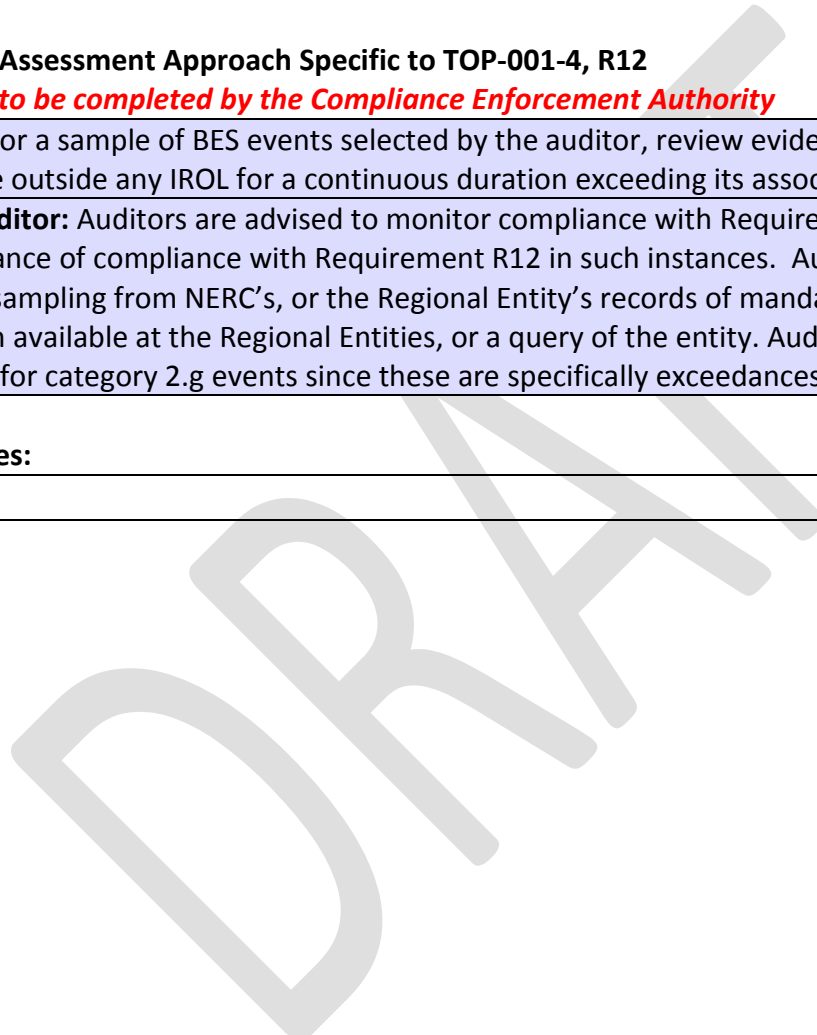 Assessment Approach Specific to TOP-001-4, R12
to be completed by the Compliance Enforcement Authority
or a sample of BES events selected by the auditor, review evide
e outside any IROL for a continuous duration exceeding its assoc
ditor: Auditors are advised to monitor compliance with Require
ance of compliance with Requirement R12 in such instances. Au
sampling from NERC's, or the Regional Entity's records of manda
n available at the Regional Entities, or a query of the entity. Aud
for category 2.g events since these are specifically exceedances
es:
DRAFT